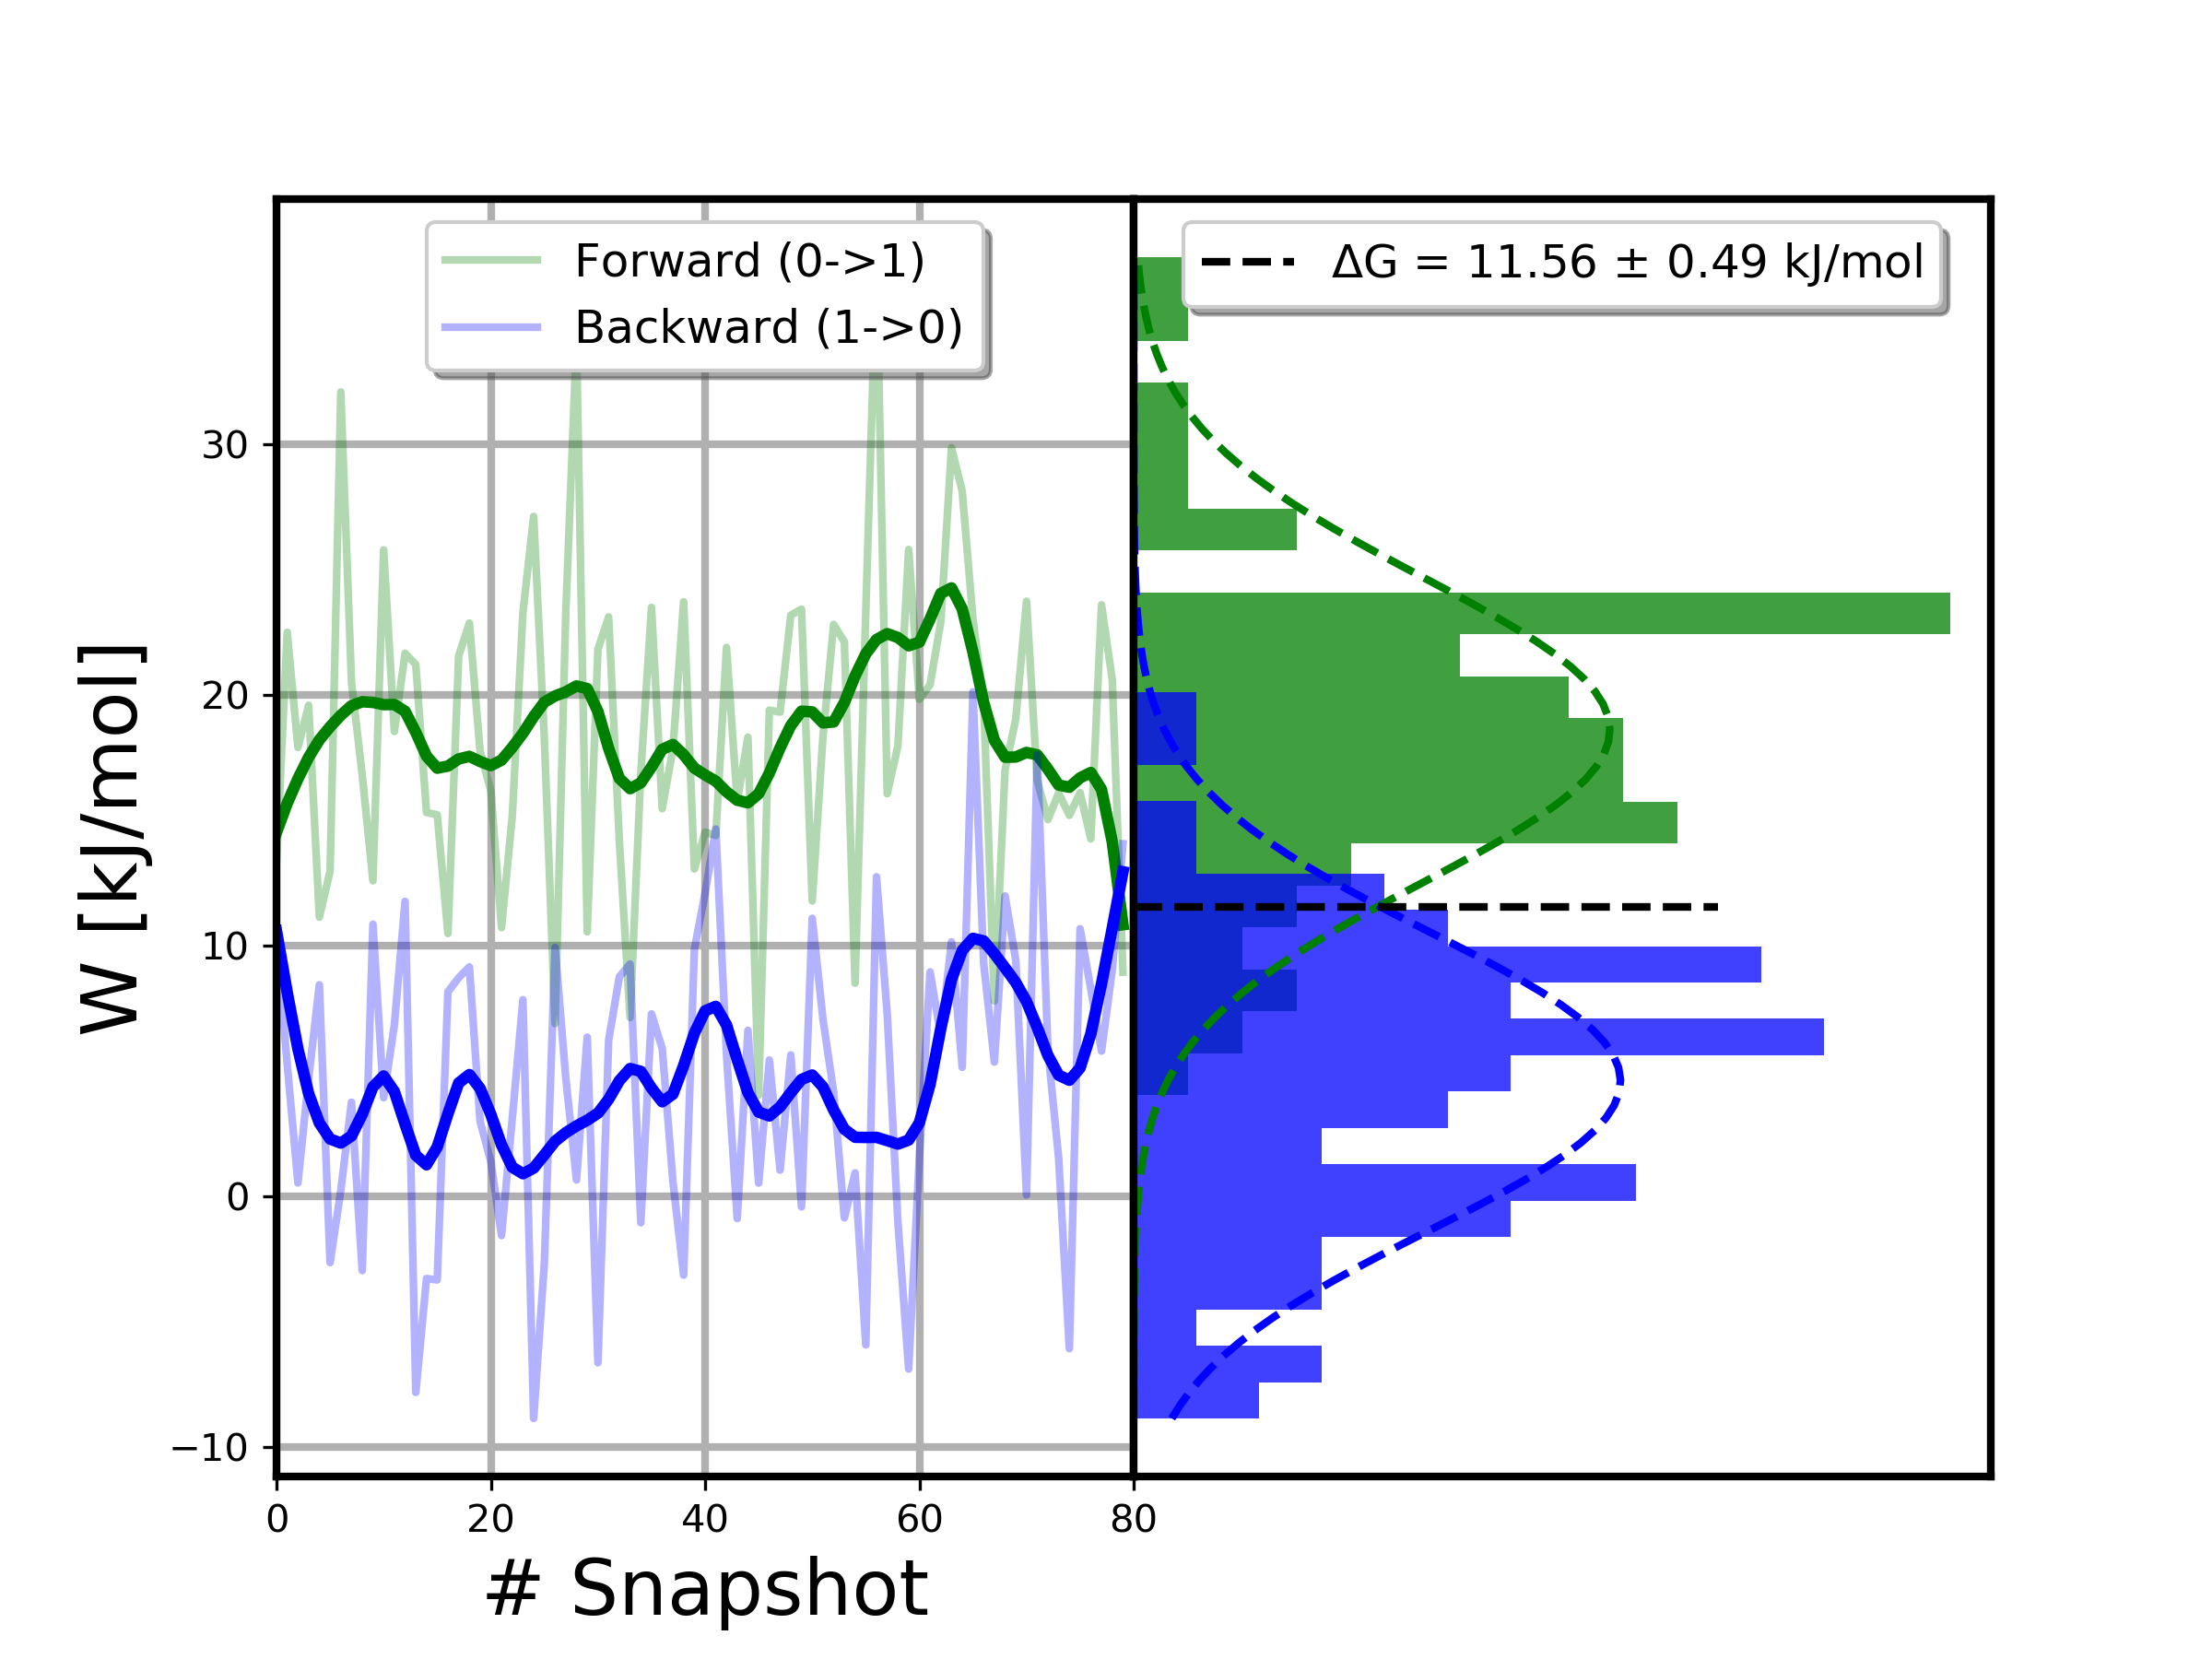 Forward (0->1)
Backward (1->0)
ΔG = 11.56 ± 0.49 kJ/mol
W [kJ/mol]
30
20
10
0
−10
0
20
40
60
80
# Snapshot